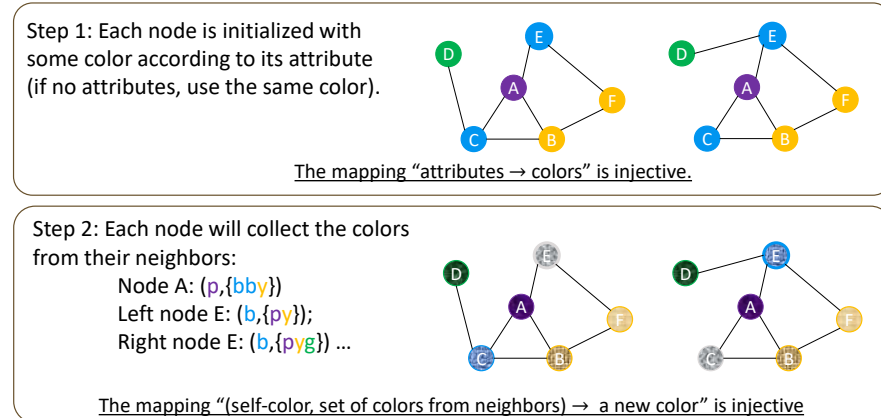 Step 1: Each node is initialized with
some color according to its attribute
(if no attributes, use the same color).
E
D
A
F
C
B
E
D
A
F
C
B
The mapping “attributes → colors” is injective.
Step 2: Each node will collect the colors
from their neighbors:
Node A: (p,{bby})
Left node E: (b,{py});
Right node E: (b,{pyg}) ...
E
D
A
F
C
B
E
D
A
F
C
B
The mapping “(self-color, set of colors from neighbors) → a new color” is injective